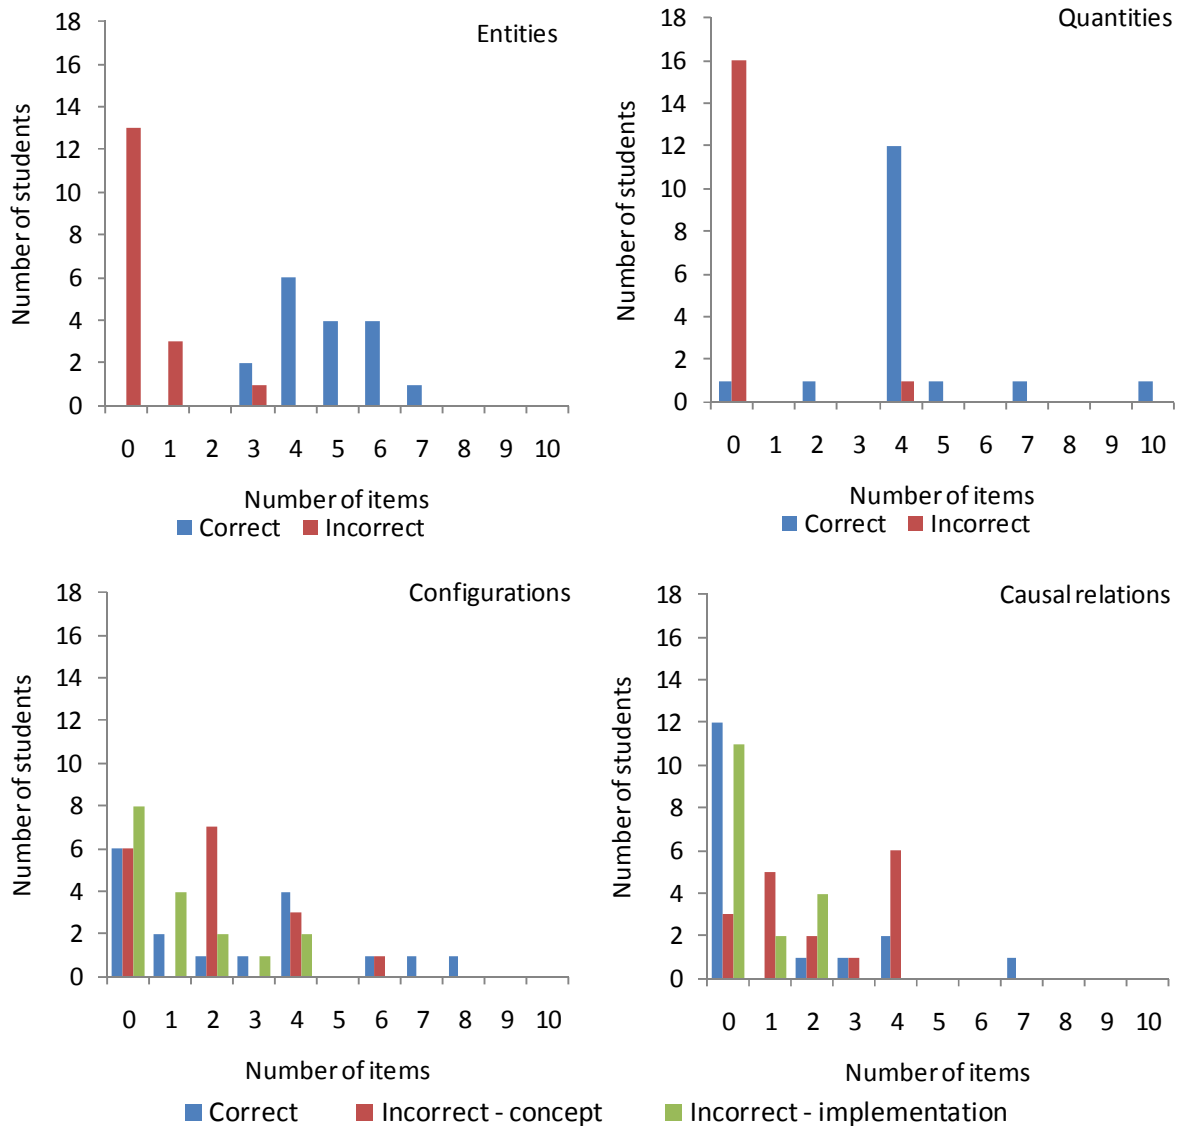 Entities
Number of students
18
16
14
12
10
8
6
4
2
0
0 1 2 3 4 5 6 7 8 9 10
Number of items
Correct Incorrect
Quantities
Number of students
18
16
14
12
10
8
6
4
2
0
0 1 2 3 4 5 6 7 8 9 10
Number of items
Correct Incorrect
Configurations
Number of students
18
16
14
12
10
8
6
4
2
0
0 1 2 3 4 5 6 7 8 9 10
Number of items
Causal relations
Number of students
18
16
14
12
10
8
6
4
2
0
0 1 2 3 4 5 6 7 8 9 10
Number of items
Correct Incorrect - concept Incorrect - implementation